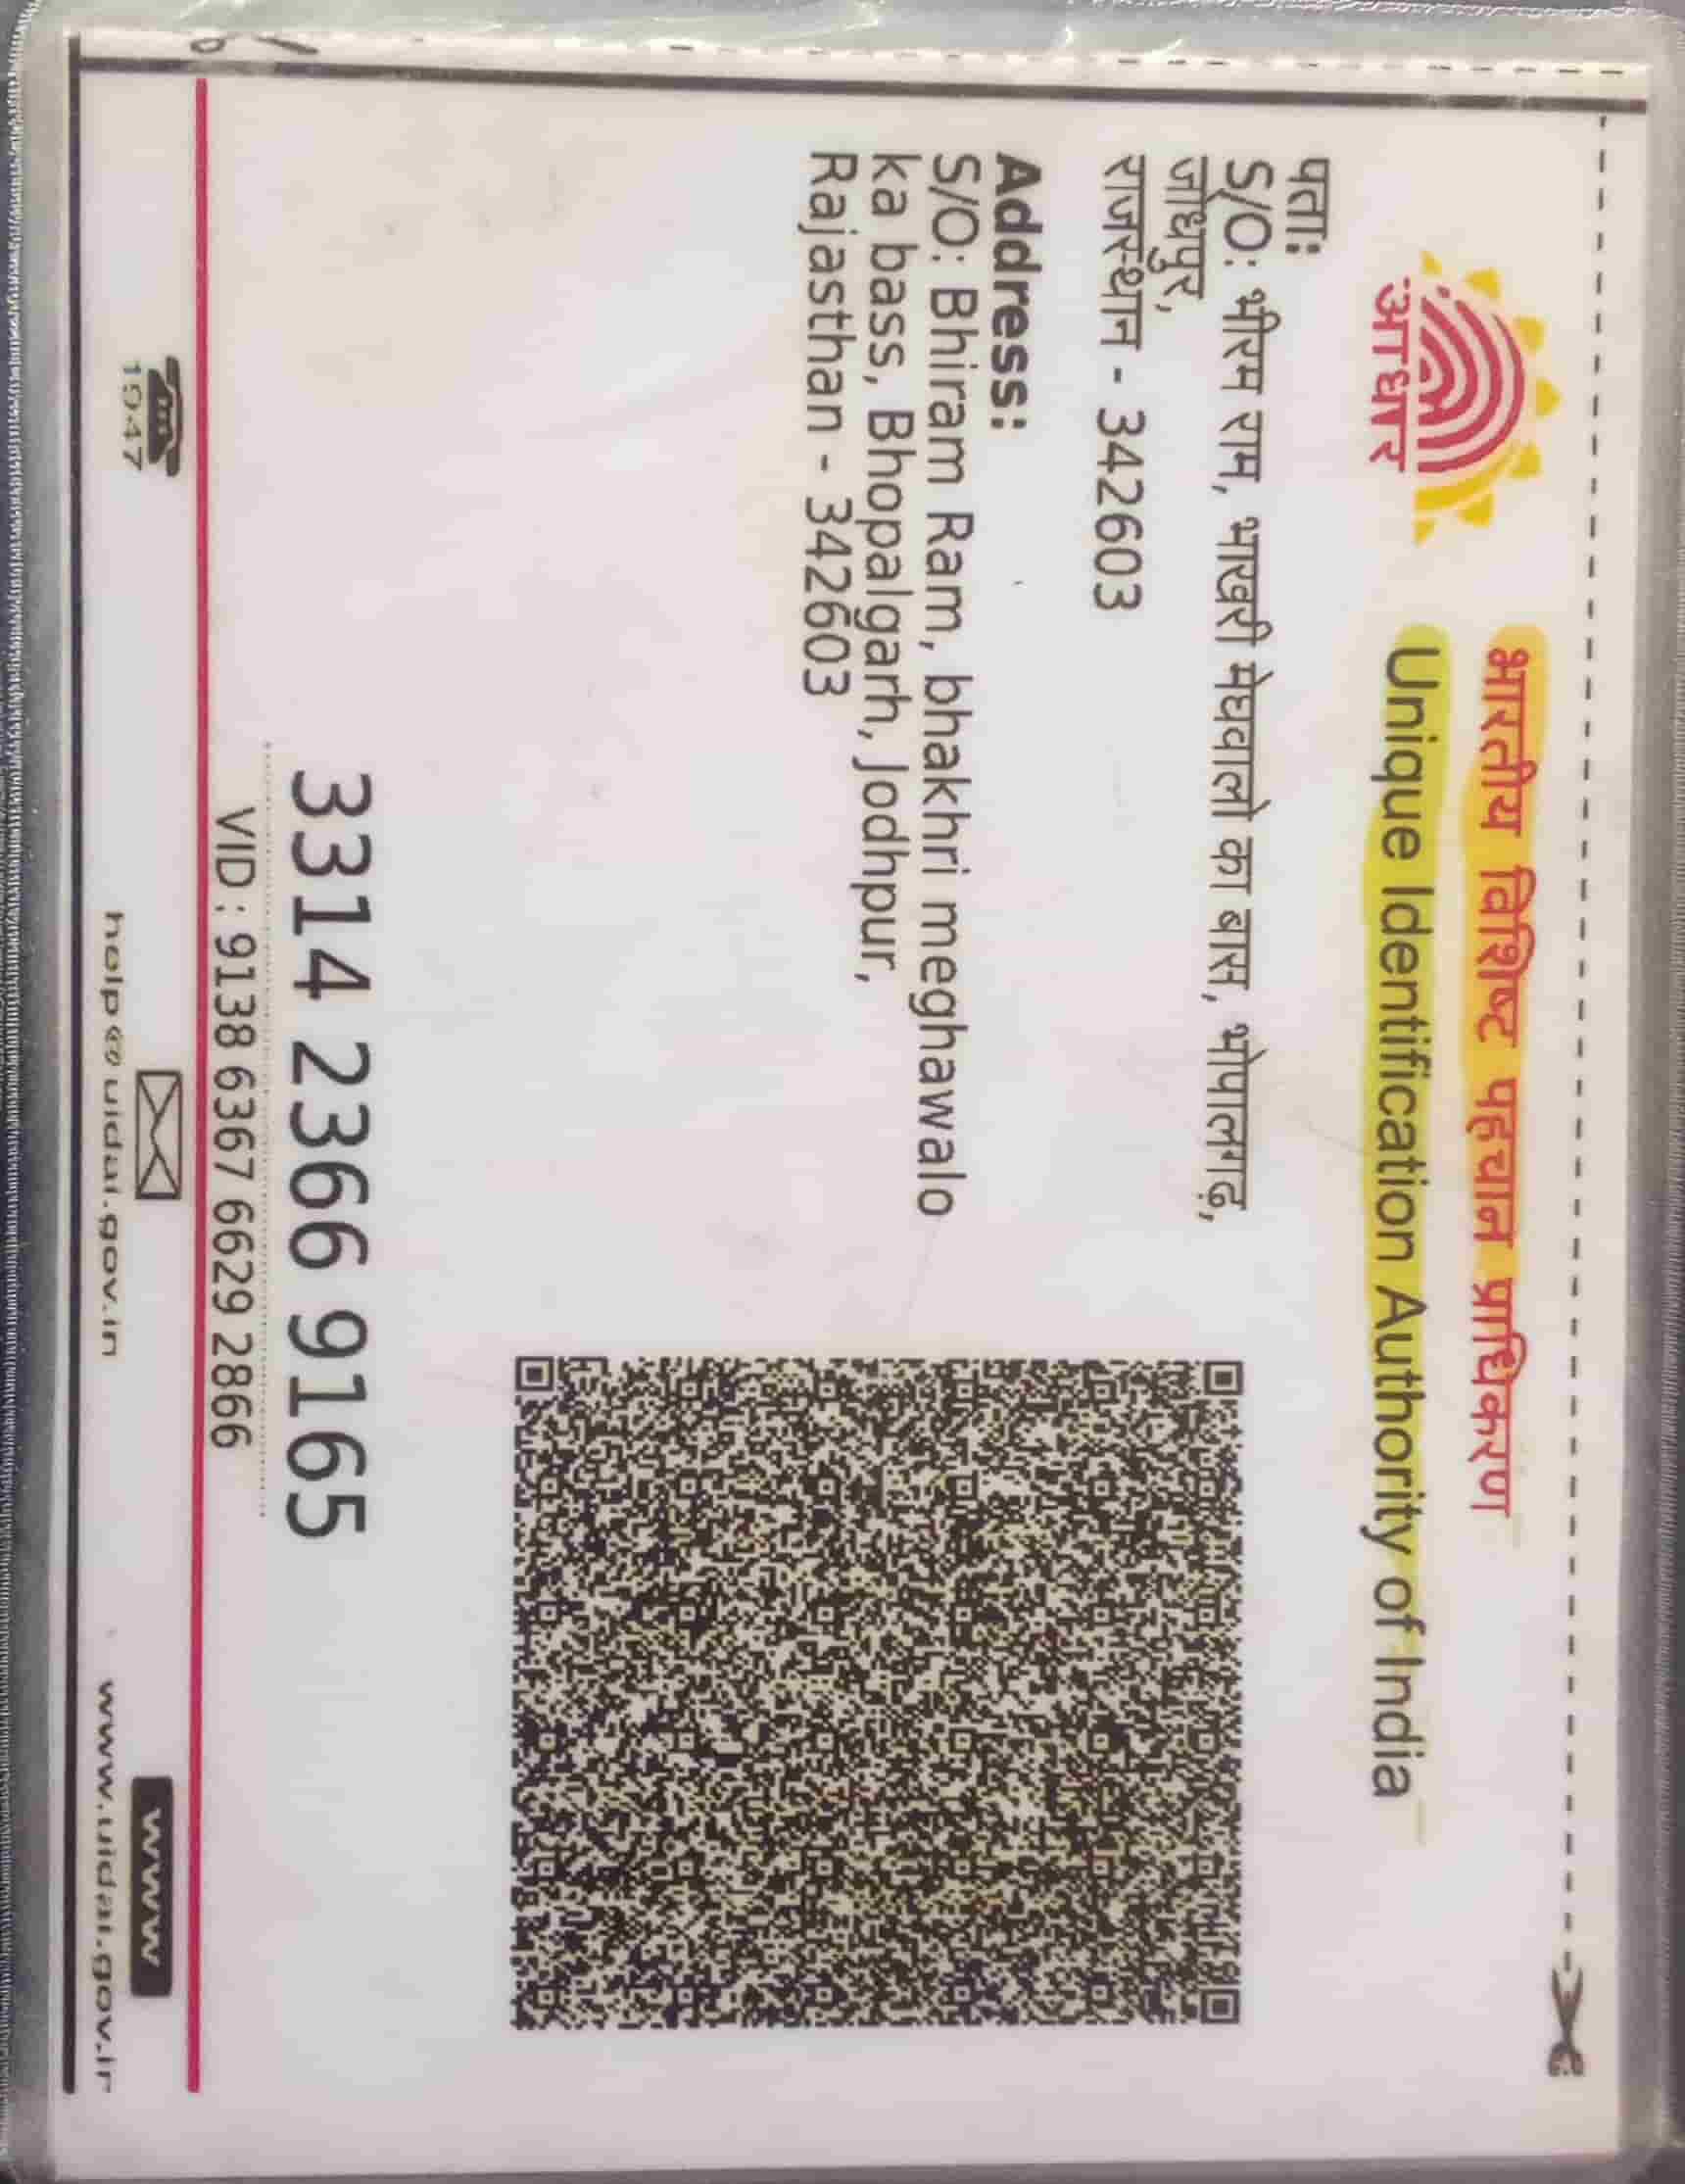 भारतीय विशिष्ट पहचान प्राधिकरण
Unique Identification Authority of India
आधार
पता:
S/O: भीरम राम, भाखरी मेघवालो का बास, भोपालगढ़,
जोधपुर,
राजस्थान - 342603
Address:
S/O: Bhiram Ram, bhakhri meghawalo
ka bass, Bhopalgarh, Jodhpur,
Rajasthan - 342603
3314 2366 9165
VID : 9138 6367 6629 2866
1947
help@uidai.gov.in
www
www.uidai.gov.in